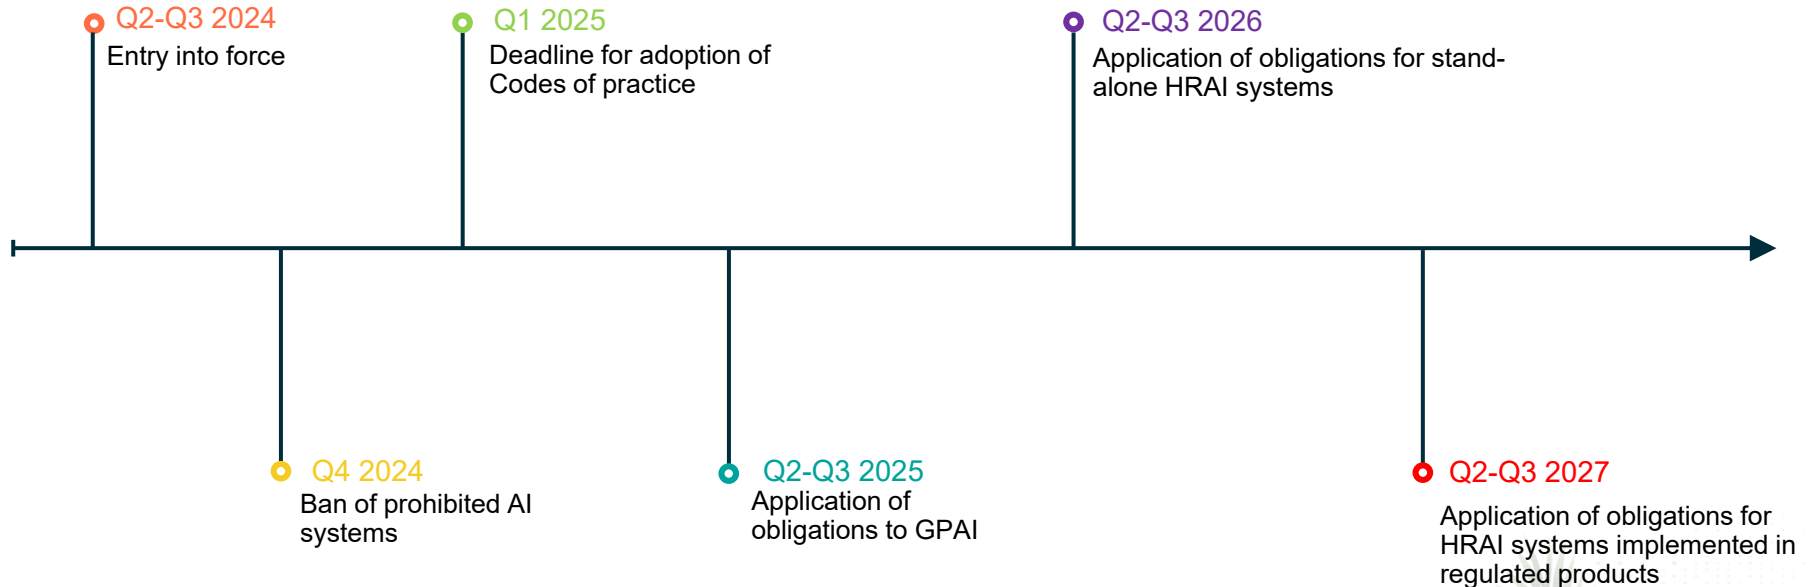 Q2-Q3 2024
Entry into force
Q1 2025
Deadline for adoption of
Codes of practice
Q2-Q3 2026
Application of obligations for stand-
alone HRAI systems
Q4 2024
Ban of prohibited AI
systems
Q2-Q3 2025
Application of
obligations to GPAI
Q2-Q3 2027
Application of obligations for
HRAI systems implemented in
regulated products